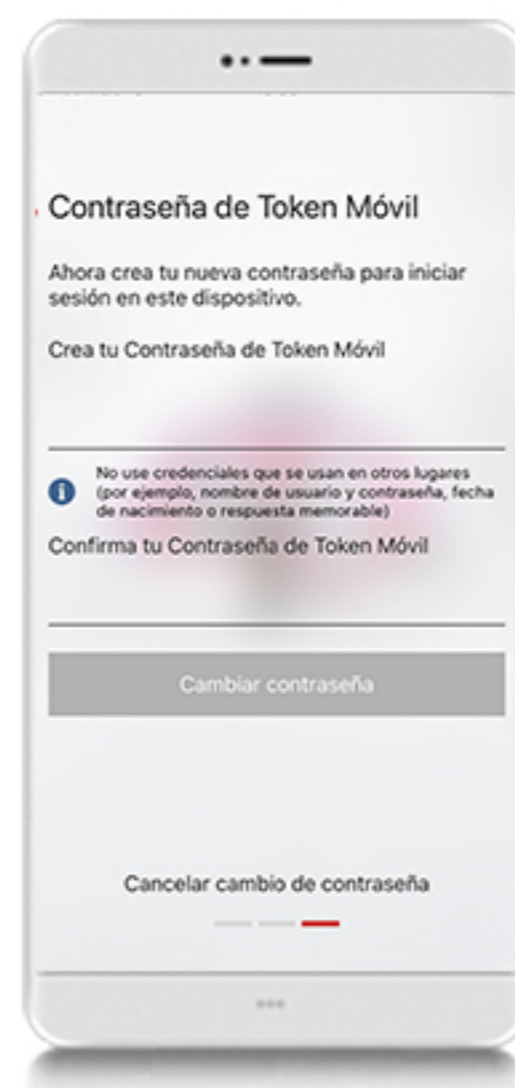 Contraseña de Token Móvil
Ahora crea tu nueva contraseña para iniciar
sesión en este dispositivo.
Crea tu Contraseña de Token Móvil
No use credenciales que se usan en otros lugares
(por ejemplo, nombre de usuario y contraseña, fecha
de nacimiento o respuesta memorable)
Confirma tu Contraseña de Token Móvil
Cambiar contraseña
Cancelar cambio de contraseña